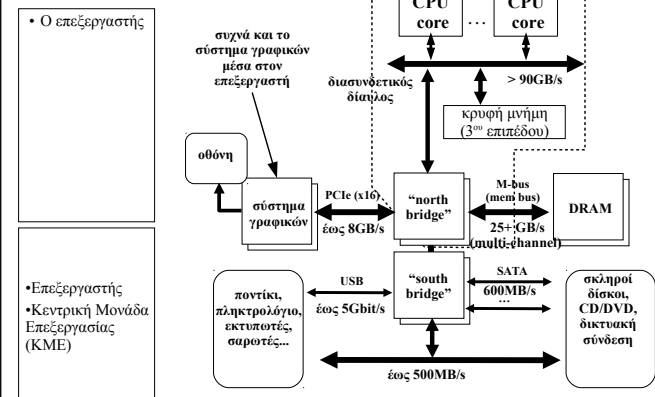 • Ο επεξεργαστής
•Επεξεργαστής
•Κεντρική Μονάδα
Επεξεργασίας
(ΚΜΕ)
CPU
core
...
CPU
core
συχνά και το
σύστημα γραφικών
μέσα στον
επεξεργαστή
διασυνδετικός
δίαυλος
> 90GB/s
κρυφή μνήμη
(3ου επιπέδου)
οθόνη
σύστημα
γραφικών
PCIe (x16)
έως 8GB/s
“north
bridge”
M-bus
(mem bus)
25+ GB/s
(multi-channel)
DRAM
ποντίκι,
πληκτρολόγιο,
εκτυπωτές,
σαρωτές...
USB
έως 5Gbit/s
“south
bridge”
SATA
600MB/s
...
σκληροί
δίσκοι,
CD/DVD,
δικτυακή
σύνδεση
έως 500MB/s